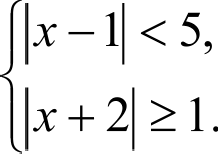 |x − 1| < 5,
|x + 2| ≥ 1.